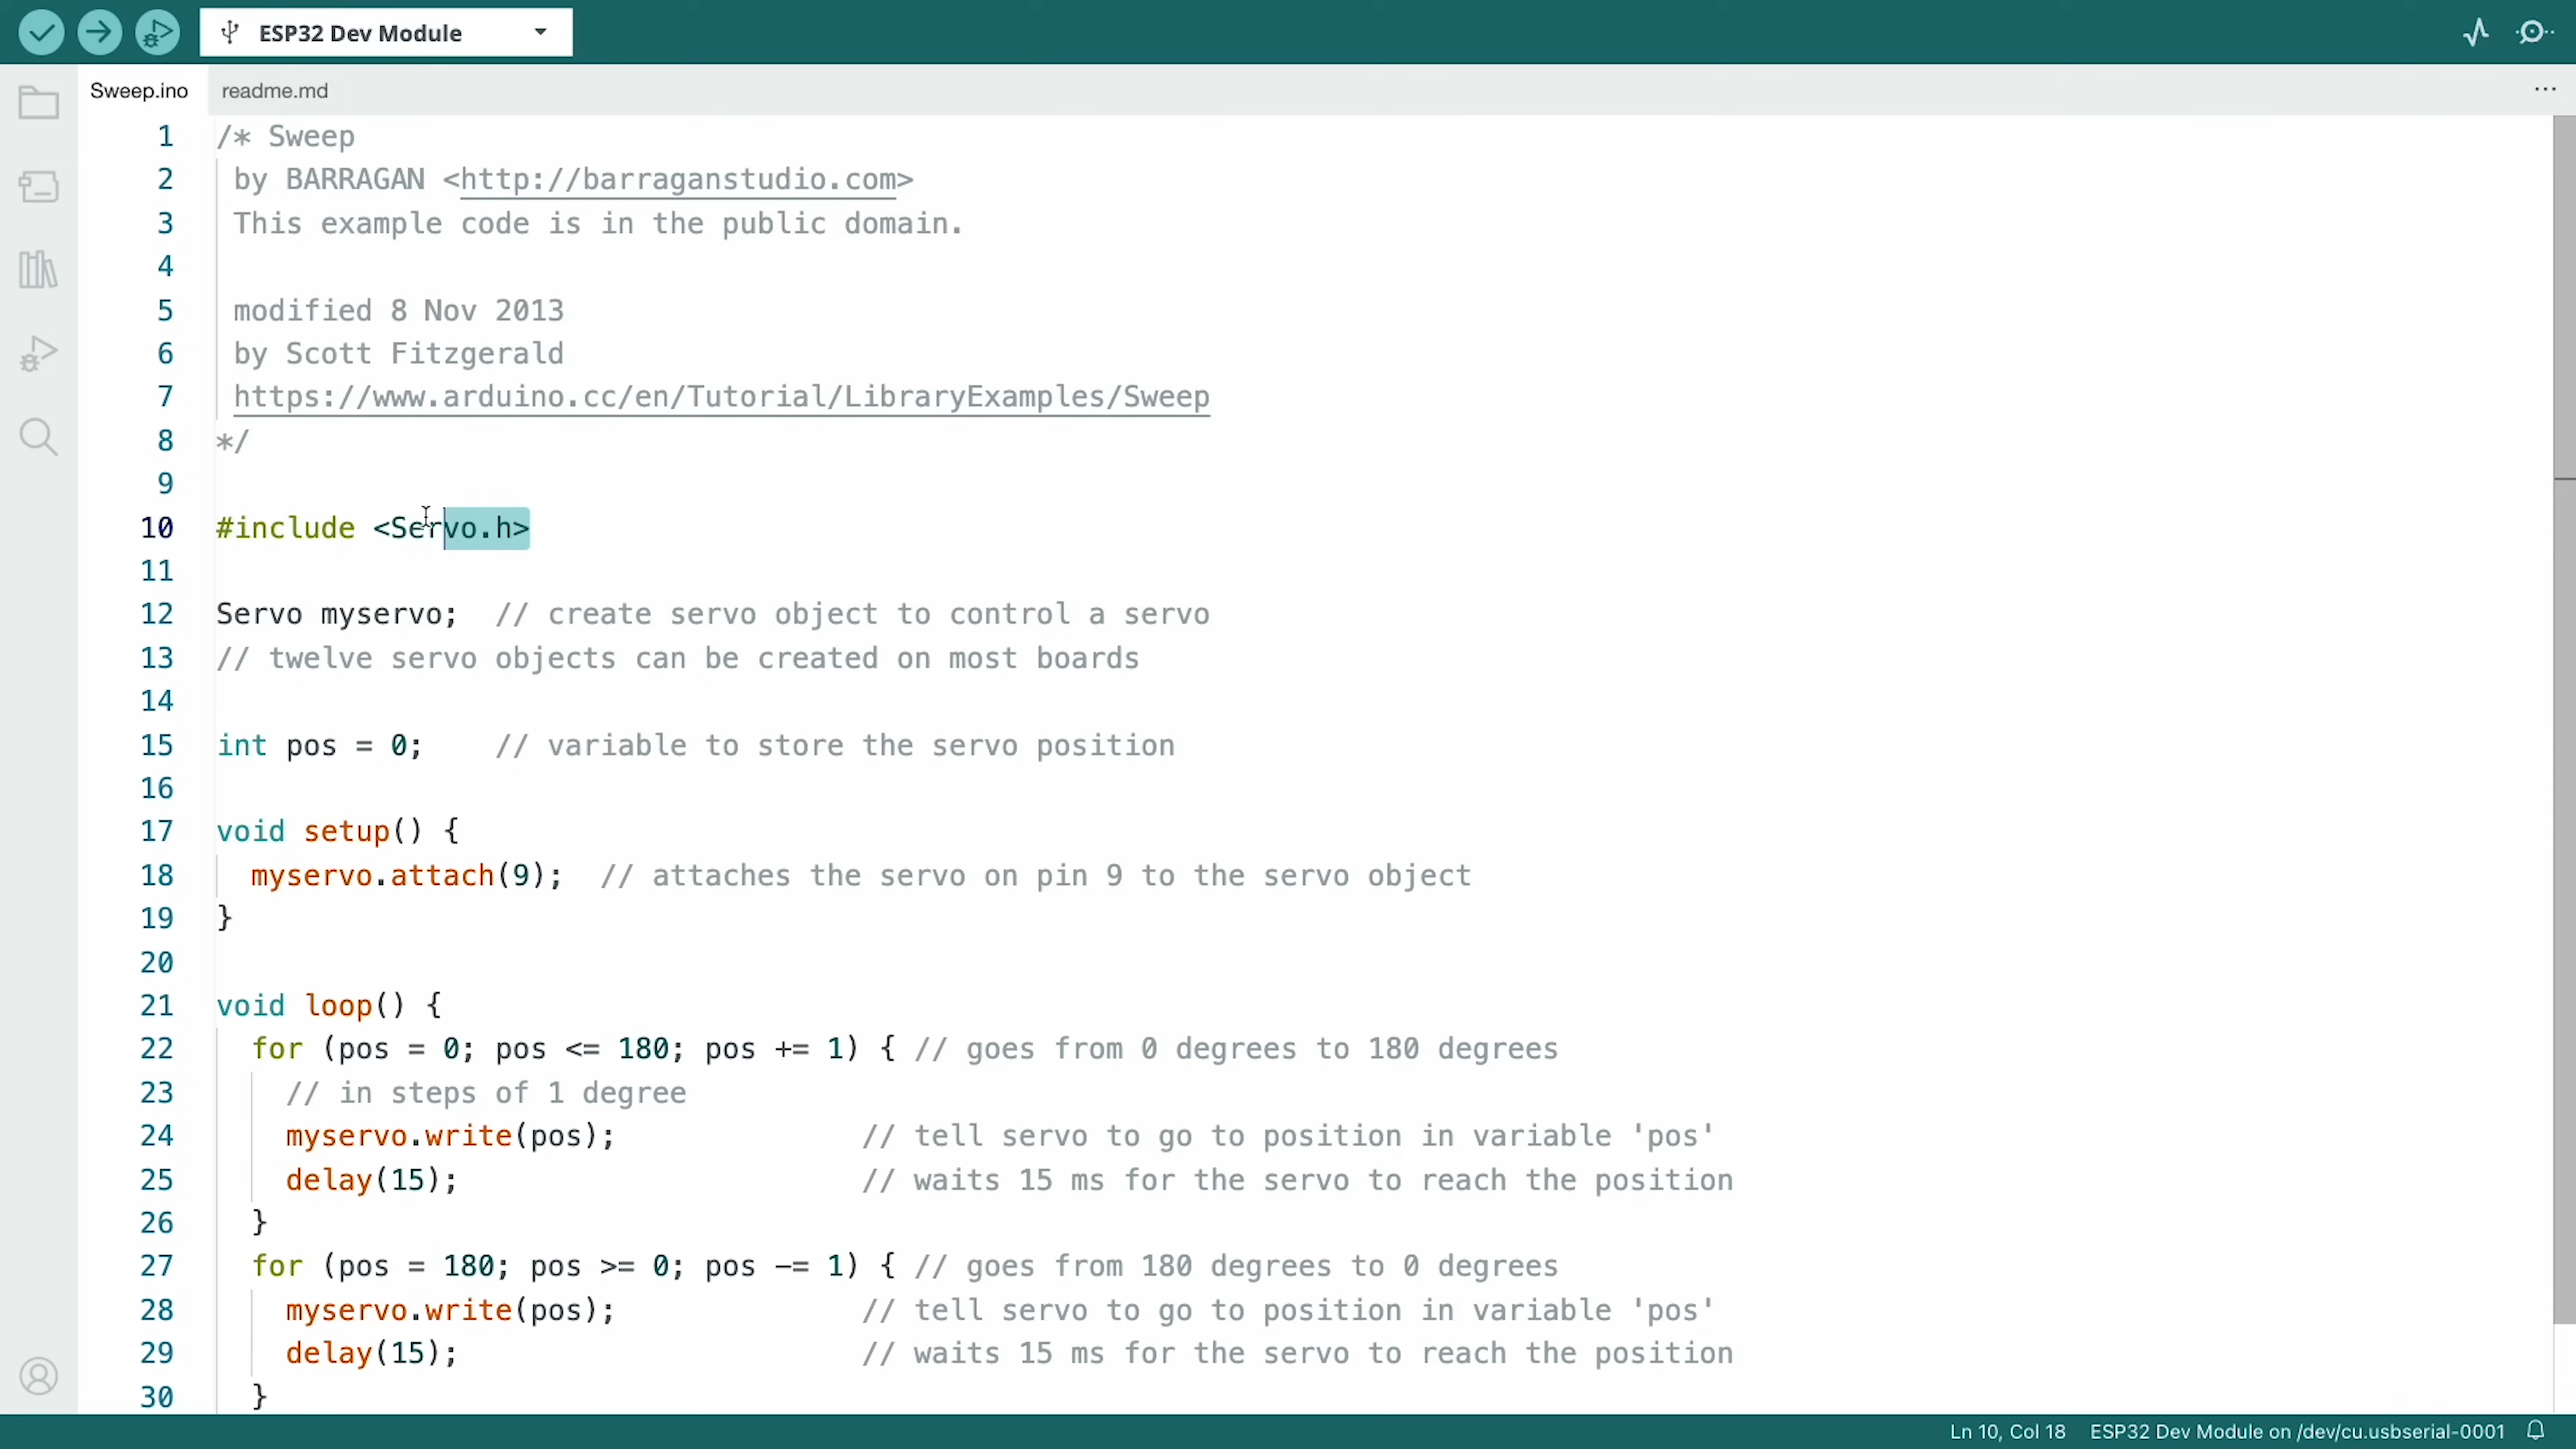 ESP32 Dev Module
Sweep.ino readme.md ...
1 /* Sweep
2 by BARRAGAN <http://barraganstudio.com>
3 This example code is in the public domain.
4
5 modified 8 Nov 2013
6 by Scott Fitzgerald
7 https://www.arduino.cc/en/Tutorial/LibraryExamples/Sweep
8 */
9
10 #include <Servo.h>
11
12 Servo myservo;  // create servo object to control a servo
13 // twelve servo objects can be created on most boards
14
15 int pos = 0;    // variable to store the servo position
16
17 void setup() {
18   myservo.attach(9);  // attaches the servo on pin 9 to the servo object
19 }
20
21 void loop() {
22   for (pos = 0; pos <= 180; pos += 1) { // goes from 0 degrees to 180 degrees
23     // in steps of 1 degree
24     myservo.write(pos);              // tell servo to go to position in variable 'pos'
25     delay(15);                       // waits 15 ms for the servo to reach the position
26   }
27   for (pos = 180; pos >= 0; pos -= 1) { // goes from 180 degrees to 0 degrees
28     myservo.write(pos);              // tell servo to go to position in variable 'pos'
29     delay(15);                       // waits 15 ms for the servo to reach the position
30   }
Ln 10, Col 18 ESP32 Dev Module on /dev/cu.usbserial-0001